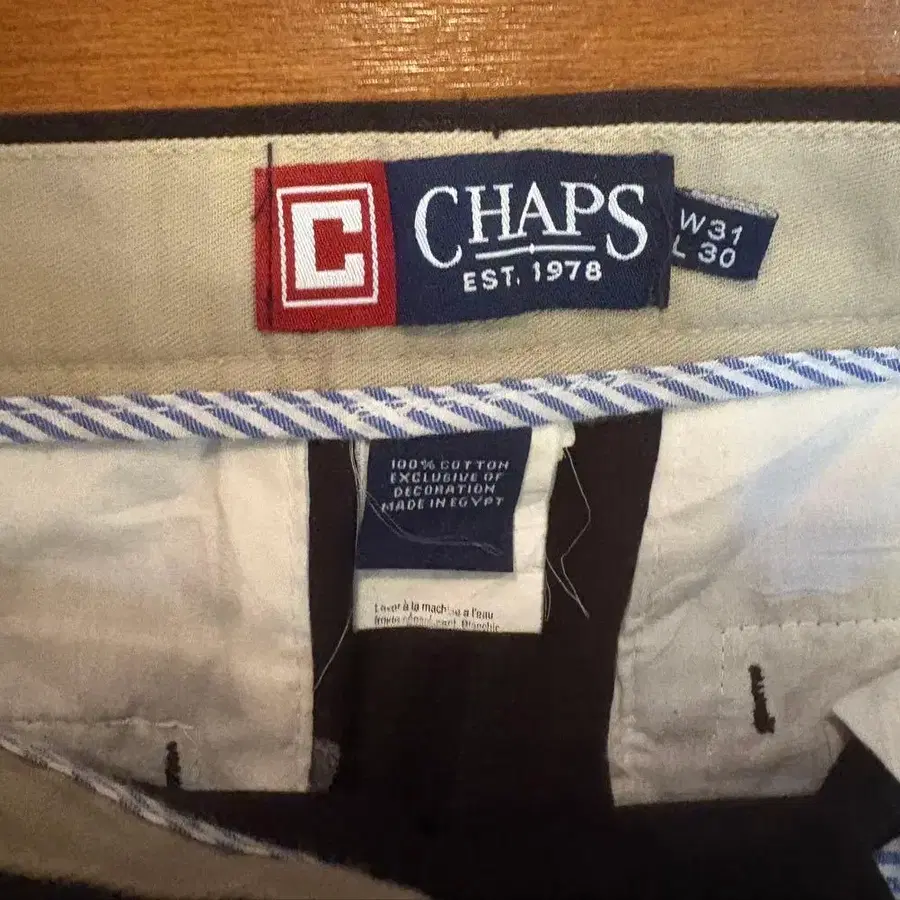 C
CHAPS
EST. 1978
W31
L 30
100% COTTON
EXCLUSIVE OF
DECORATION
MADE IN EGYPT
Laver à la machine a l'eau